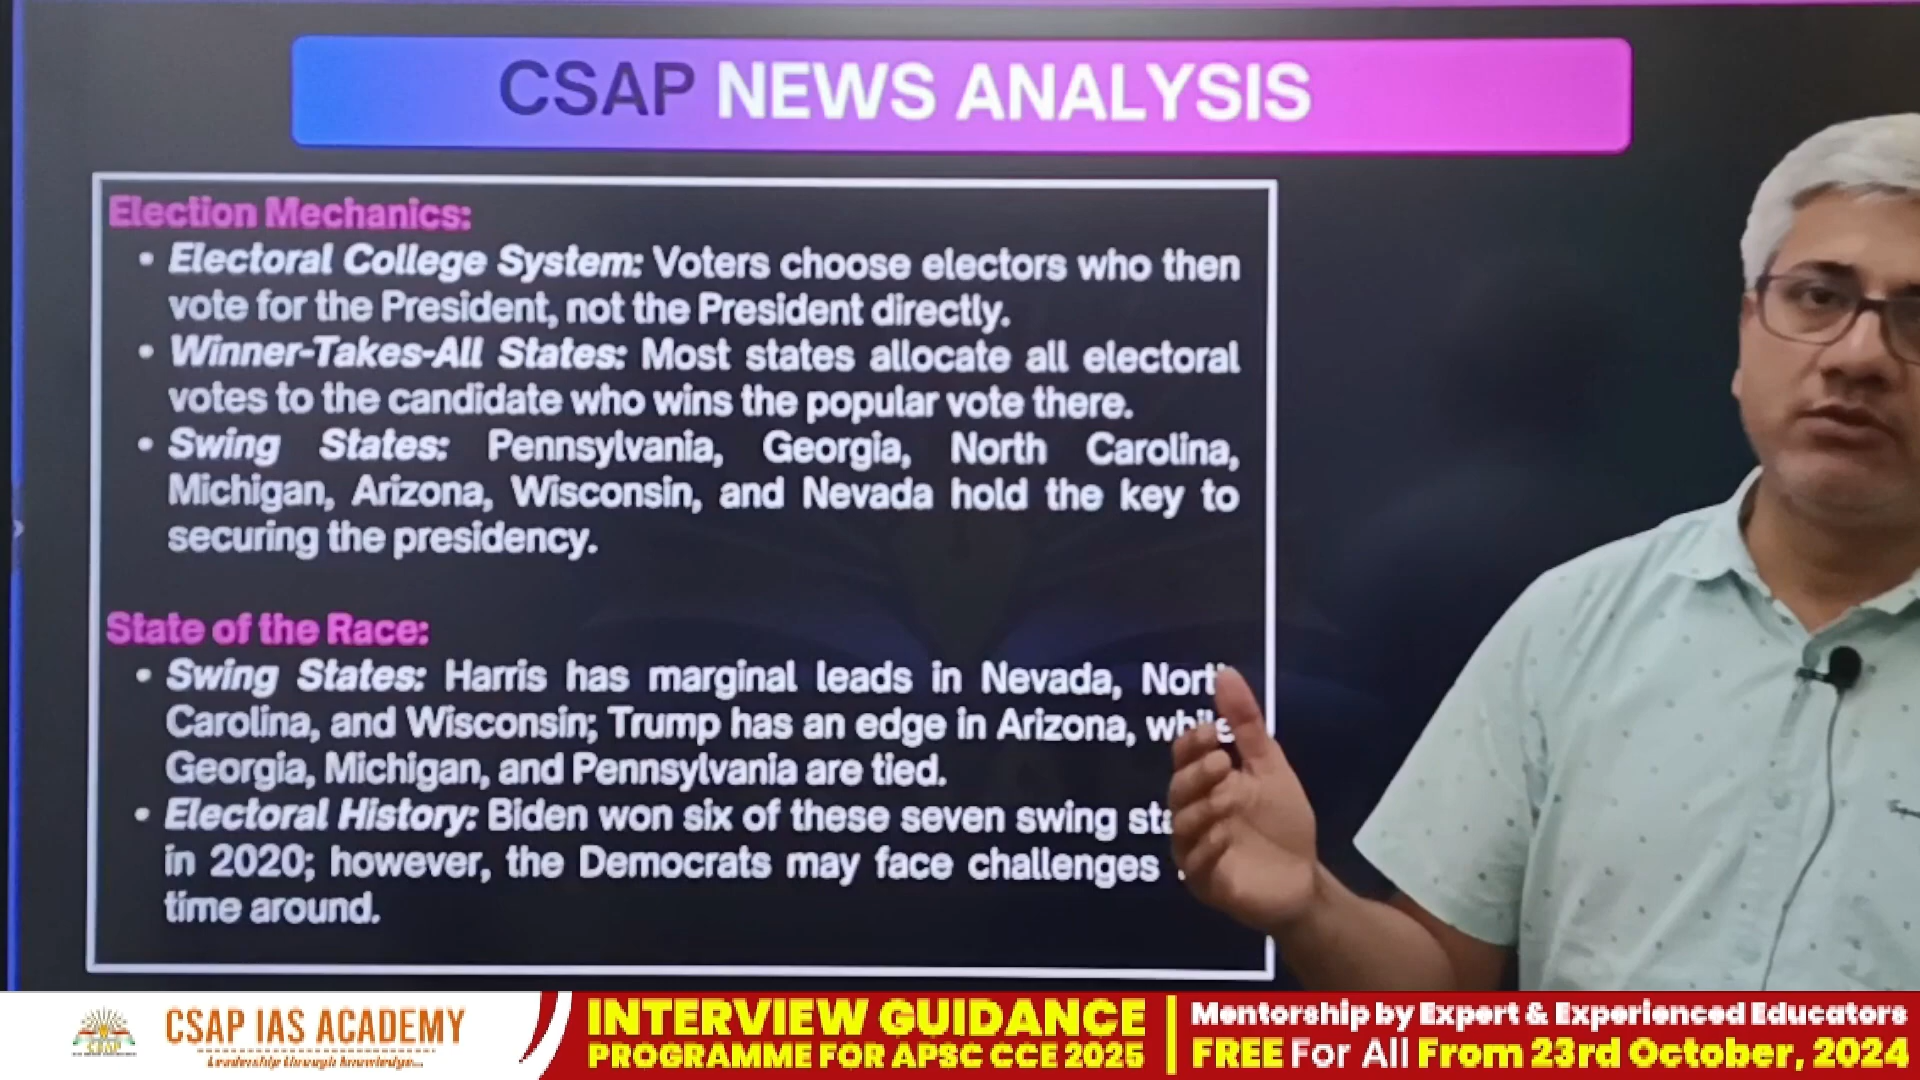 CSAP NEWS ANALYSIS
Election Mechanics:
• Electoral College System: Voters choose electors who then
vote for the President, not the President directly.
• Winner-Takes-All States: Most states allocate all electoral
votes to the candidate who wins the popular vote there.
• Swing States: Pennsylvania, Georgia, North Carolina,
Michigan, Arizona, Wisconsin, and Nevada hold the key to
securing the presidency.
State of the Race:
• Swing States: Harris has marginal leads in Nevada, North
Carolina, and Wisconsin; Trump has an edge in Arizona, while
Georgia, Michigan, and Pennsylvania are tied.
• Electoral History: Biden won six of these seven swing
in 2020; however, the Democrats may face challenges
time around.
CSAP IAS ACADEMY
Leadership through knowledge...
INTERVIEW GUIDANCE
PROGRAMME FOR APSC CCE 2025
Mentorship by Expert & Experienced Educators
FREE For All From 23rd October, 2024